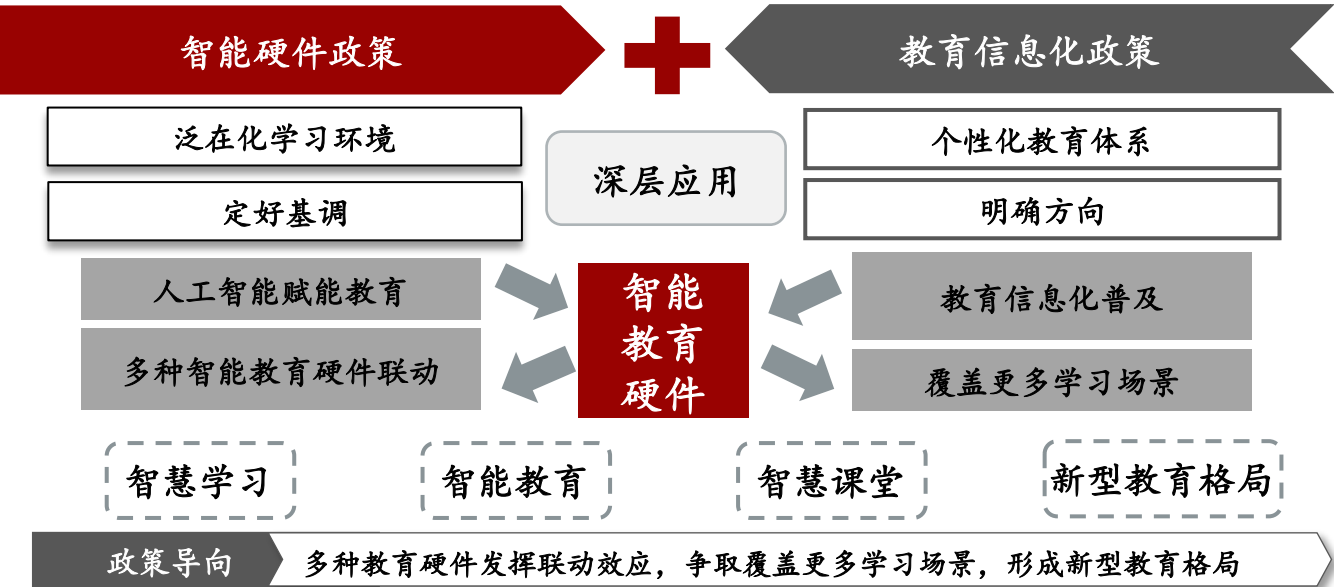 智能硬件政策
教育信息化政策
泛在化学习环境
定好基调
深层应用
个性化教育体系
明确方向
人工智能赋能教育
多种智能教育硬件联动
智能
教育
硬件
教育信息化普及
覆盖更多学习场景
智慧学习
智能教育
智慧课堂
新型教育格局
政策导向
多种教育硬件发挥联动效应，争取覆盖更多学习场景，形成新型教育格局